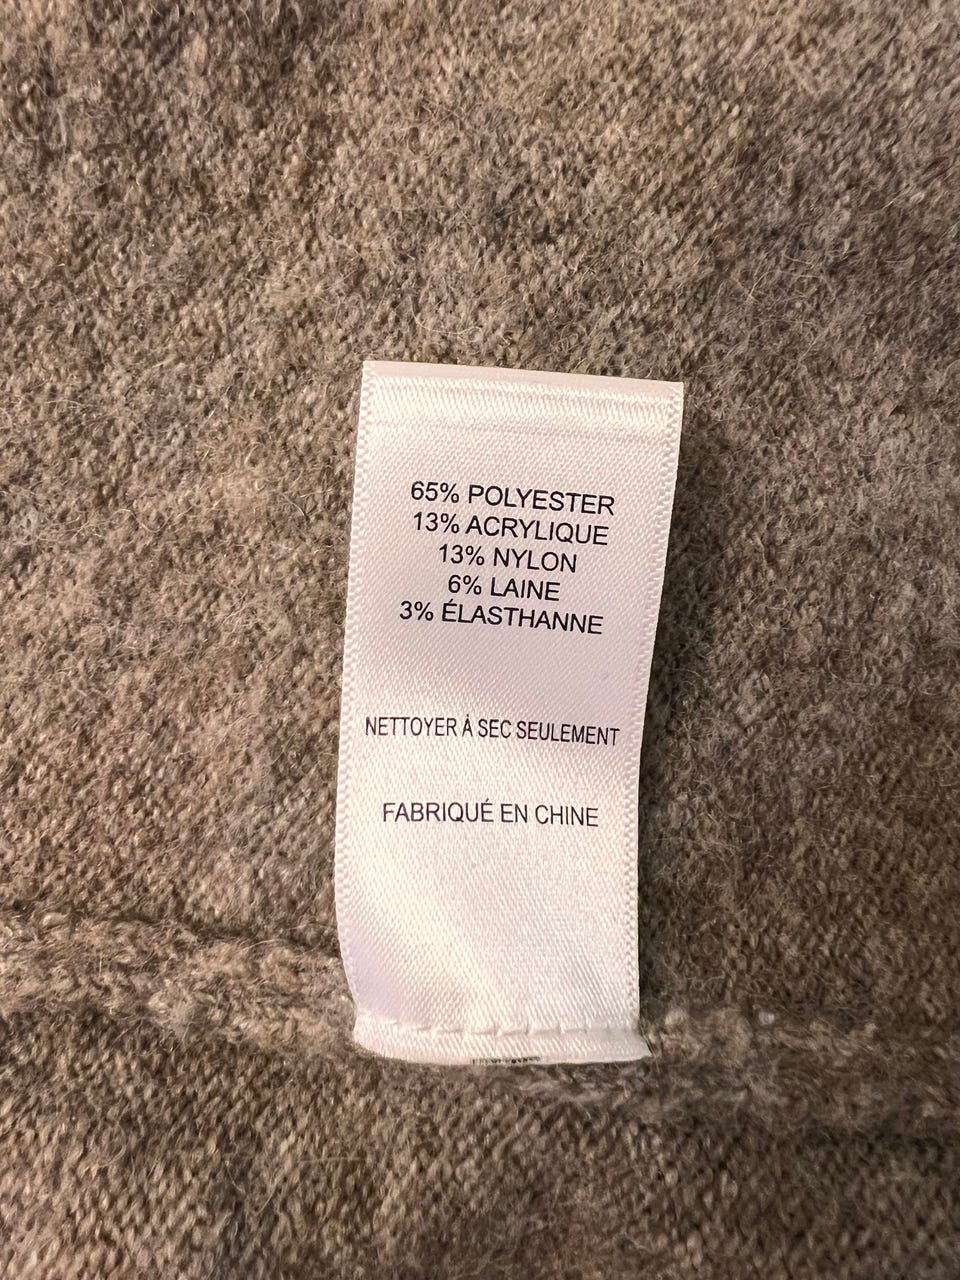 65% POLYESTER
13% ACRYLIQUE
13% NYLON
6% LAINE
3% ÉLASTHANNE
NETTOYER À SEC SEULEMENT
FABRIQUÉ EN CHINE